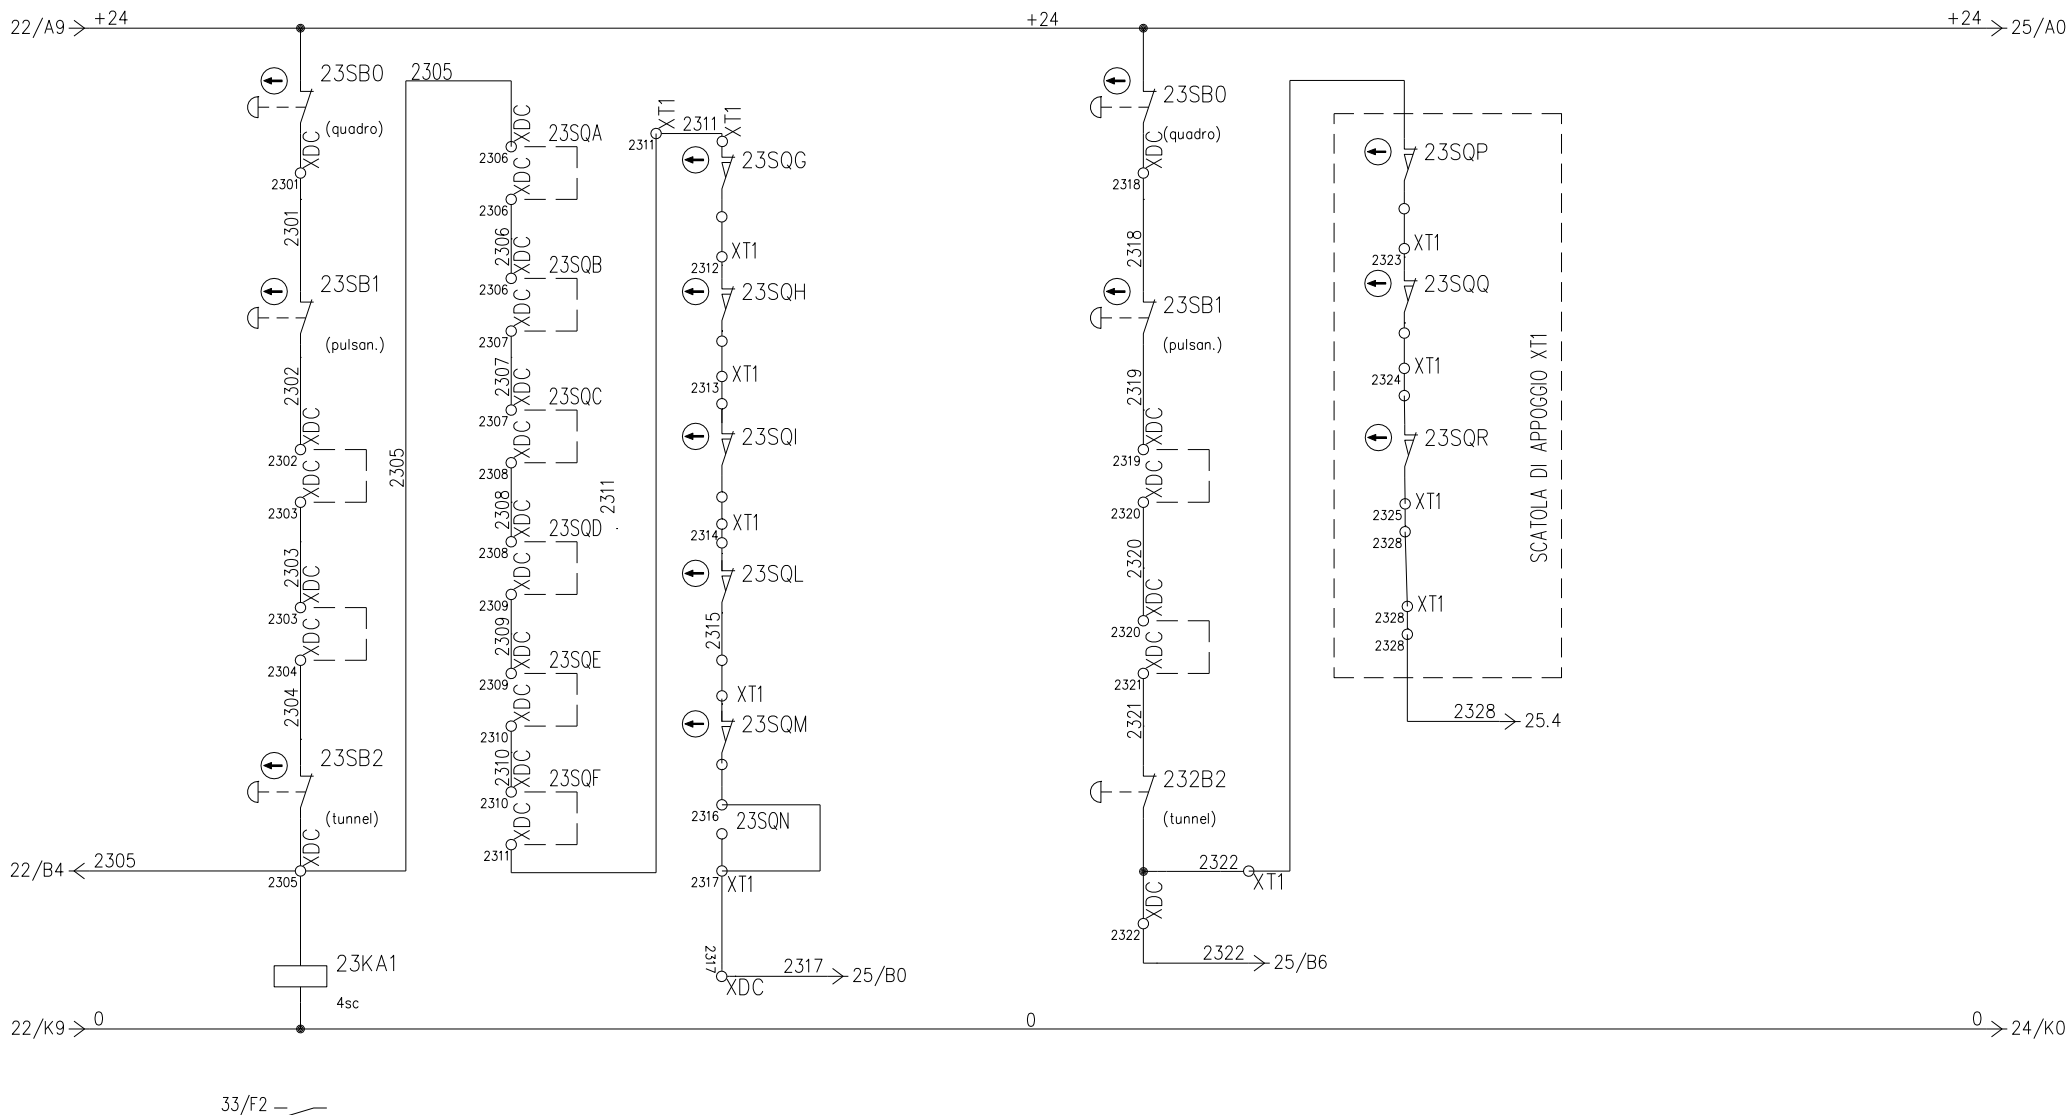 22/A9 +24 +24 +24 25/A0
23SB0
(quadro)
XDC
2301
2301
23SB1
(pulsan.)
2302
XDC
2302
XDC
2303
2303
XDC
2303
XDC
2304
2304
23SB2
(tunnel)
XDC
22/B4 2305
2305
23KA1
4sc
2305
2305
XDC
23SQA
2306
XDC
2306
2306
XDC
23SQB
2306
XDC
2307
2307
XDC
23SQC
2307
XDC
2308
2308
XDC
23SQD
2308
XDC
2309
2309
XDC
23SQE
2309
XDC
2310
2310
XDC
23SQF
2310
XDC
2311
2311
XT1
2311
2311
XT1
23SQG
XT1
2312
23SQH
XT1
2313
23SQI
XT1
2314
23SQL
2315
XT1
23SQM
2316
23SQN
2317
XT1
2317
XDC
2317 25/B0
23SB0
(quadro)
XDC
2318
2318
23SB1
(pulsan.)
2319
XDC
2319
XDC
2320
2320
XDC
2320
XDC
2321
2321
232B2
(tunnel)
2322
XT1
XDC
2322
2322 25/B6
23SQP
XT1
2323
23SQQ
XT1
2324
23SQR
XT1
2325
2328
XT1
2328
2328
SCATOLA DI APPOGGIO XT1
2328 25.4
22/K9 0 0 0 24/K0
33/F2